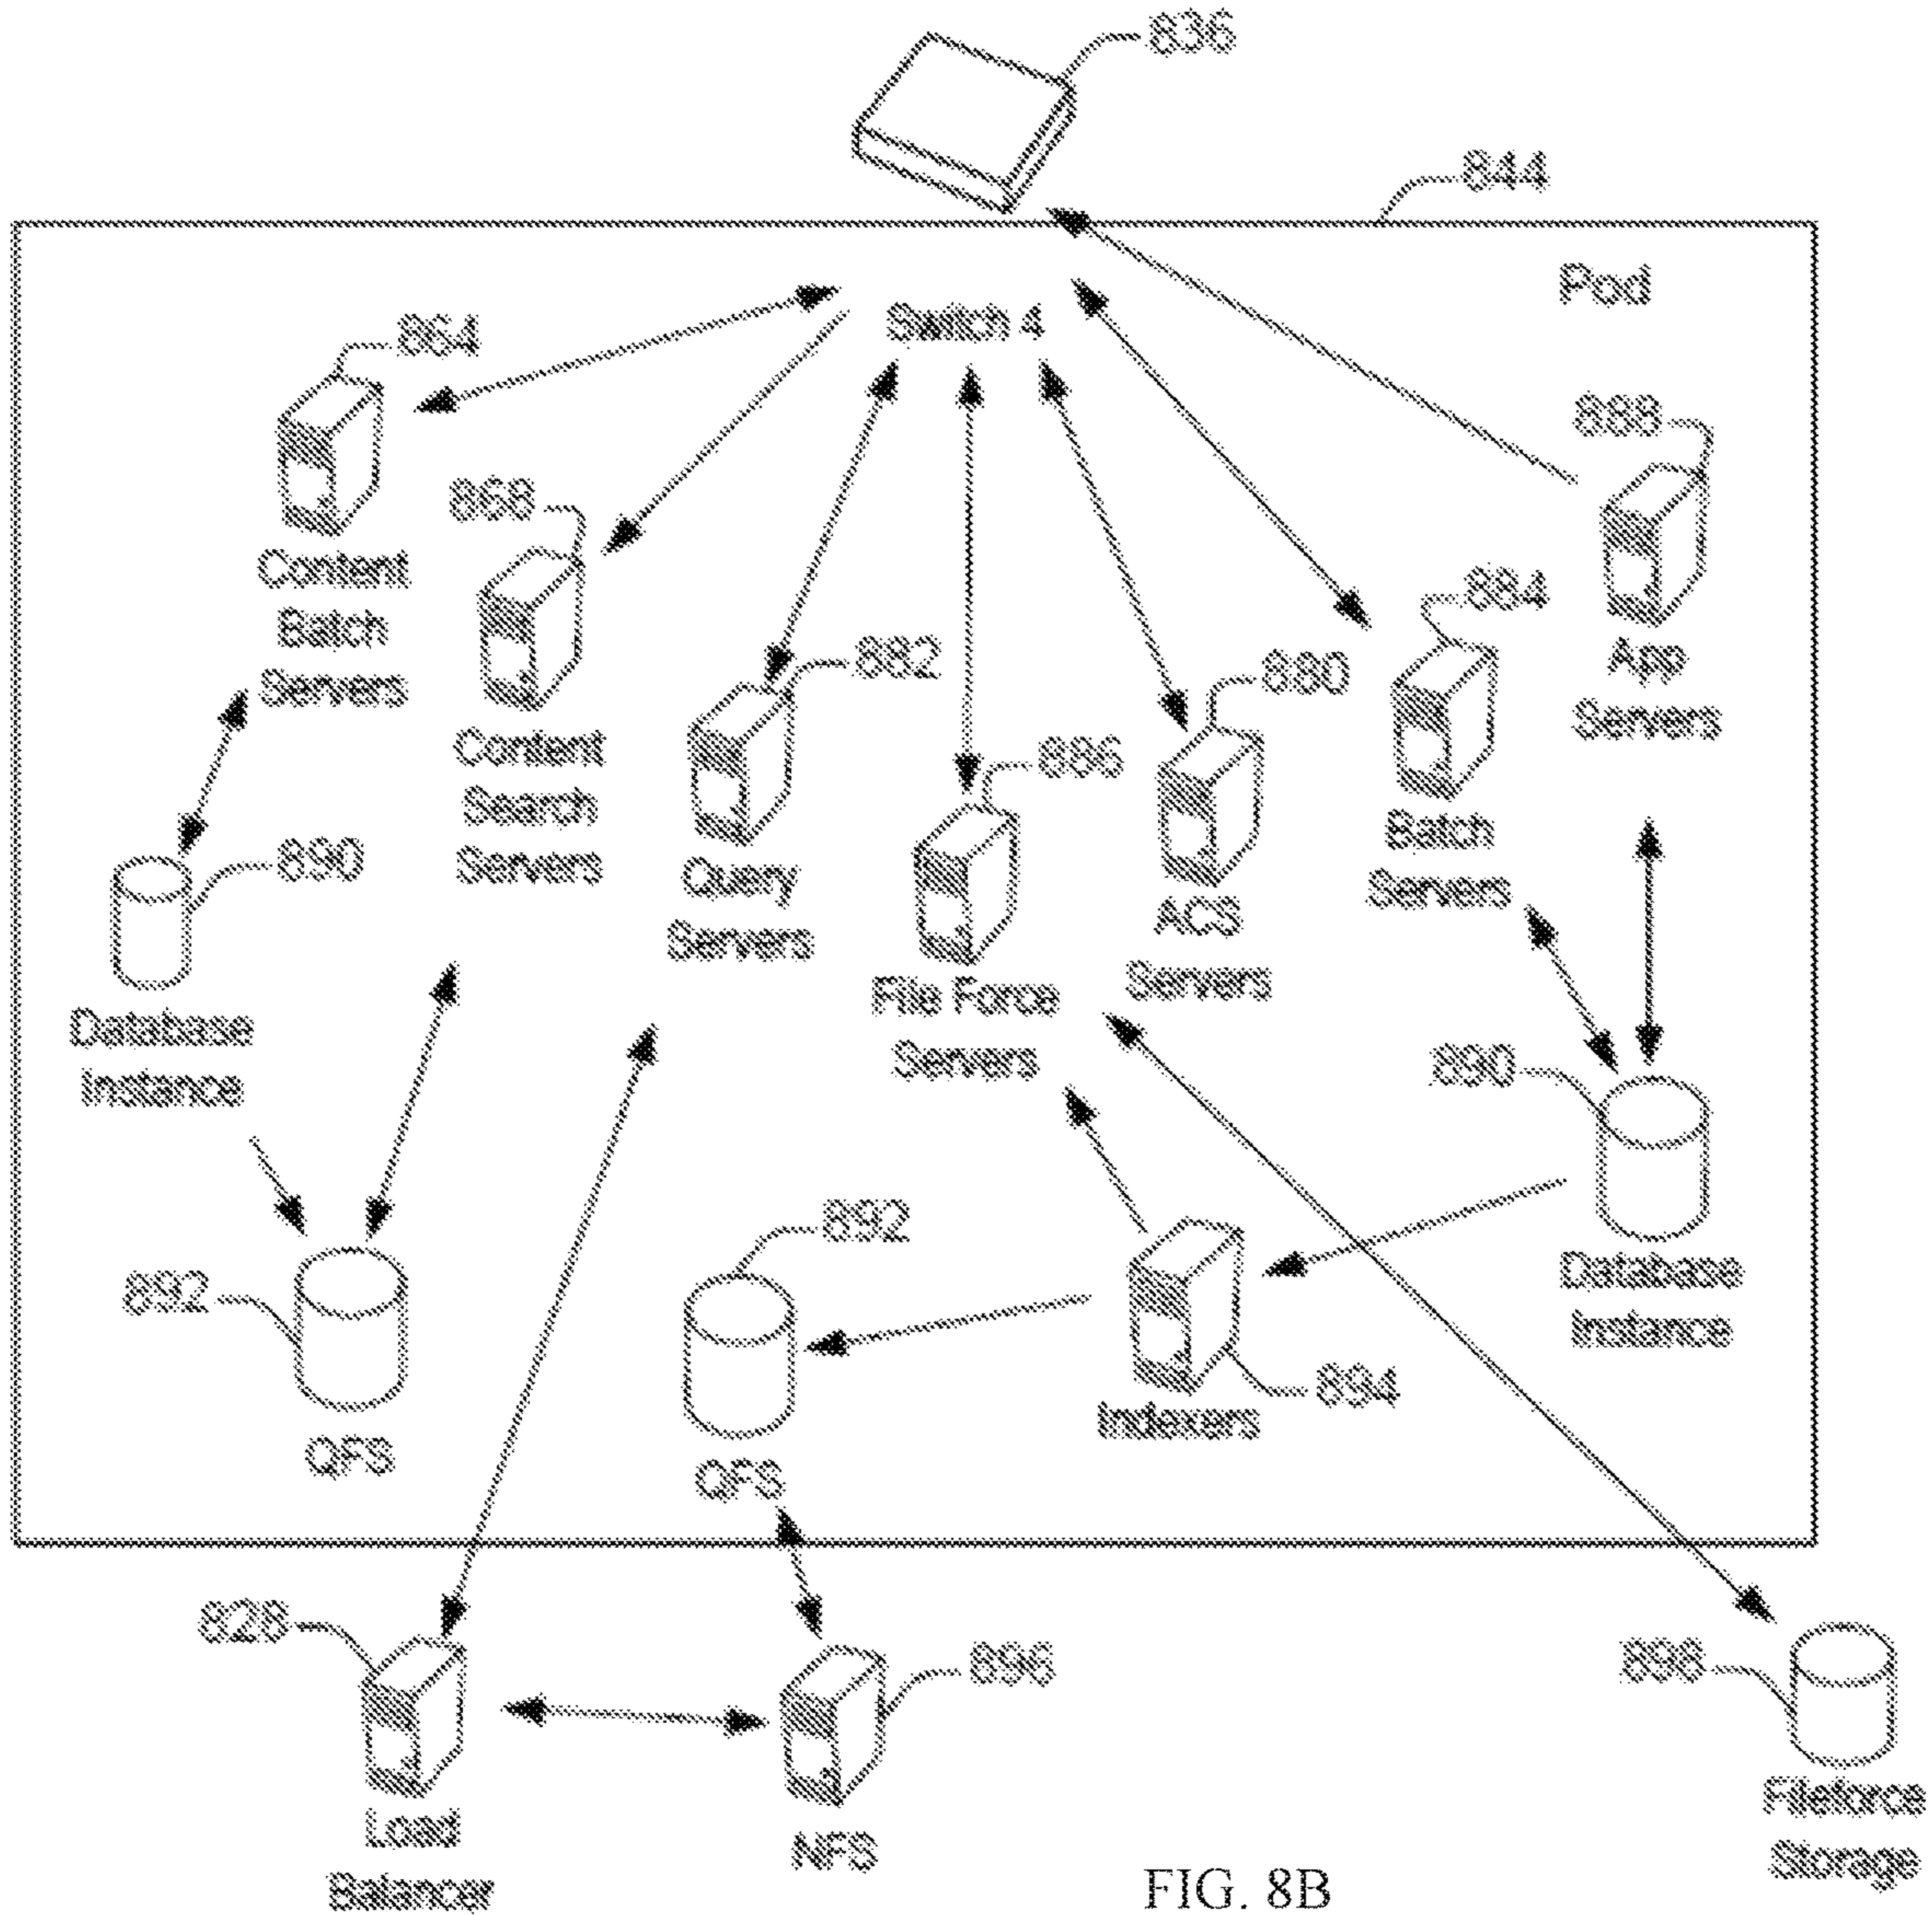 836
844
Pod
Switch 4
864
888
868
Content
Batch
Servers
884
882
880
App
Servers
Content
Search
Servers
886
Batch
Servers
890
Query
Servers
ACS
Servers
File Force
Servers
Database
Instance
890
892
892
Database
Instance
894
Indexers
QFS
QFS
828
896
898
Load
Balancer
NFS
Fileforce
Storage
FIG. 8B